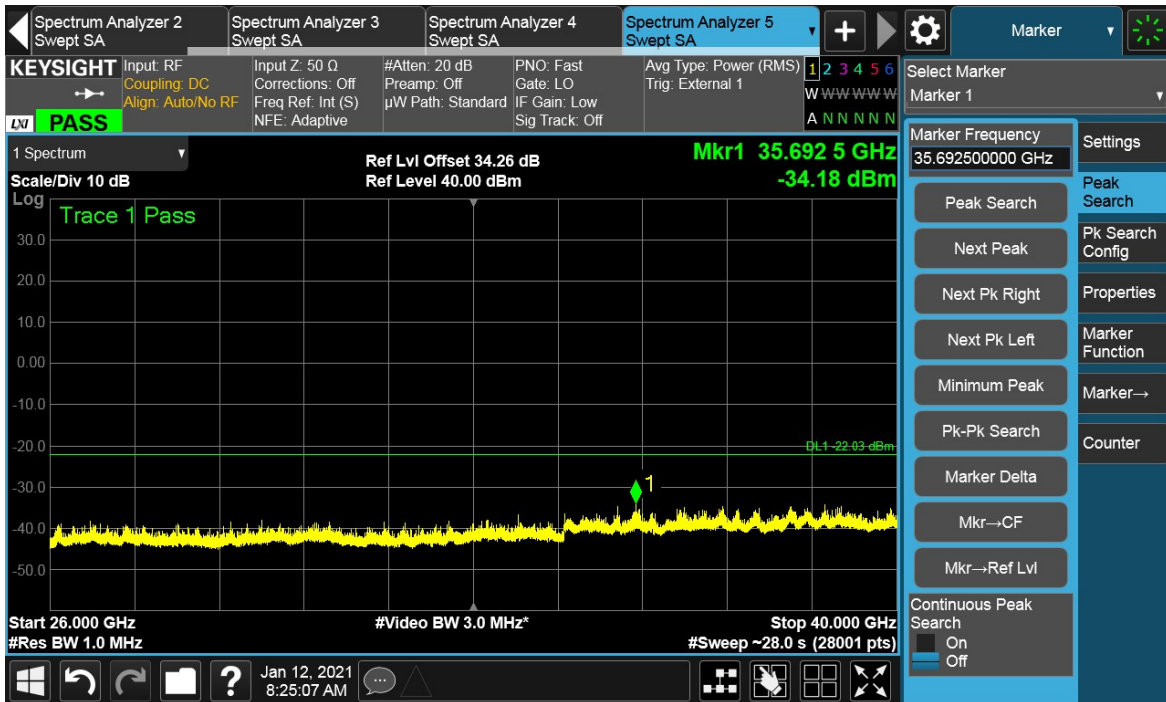 Spectrum Analyzer 2
Swept SA
Spectrum Analyzer 3
Swept SA
Spectrum Analyzer 4
Swept SA
Spectrum Analyzer 5
Swept SA
Marker
KEYSIGHT
LXI PASS
Input: RF
Coupling: DC
Align: Auto/No RF
Input Z: 50 Ω
Corrections: Off
Freq Ref: Int (S)
NFE: Adaptive
#Atten: 20 dB
Preamp: Off
µW Path: Standard
PNO: Fast
Gate: LO
IF Gain: Low
Sig Track: Off
Avg Type: Power (RMS)
Trig: External 1
1 2 3 4 5 6
W W W W W W
A N N N N N
Select Marker
Marker 1
1 Spectrum
Scale/Div 10 dB
Ref Lvl Offset 34.26 dB
Ref Level 40.00 dBm
Mkr1 35.692 5 GHz
-34.18 dBm
Log
Trace 1 Pass
30.0
20.0
10.0
0.00
-10.0
-20.0
DL1 -22.03 dBm
1
-30.0
-40.0
-50.0
Start 26.000 GHz
#Res BW 1.0 MHz
#Video BW 3.0 MHz*
Stop 40.000 GHz
#Sweep ~28.0 s (28001 pts)
Marker Frequency
35.692500000 GHz
Peak Search
Next Peak
Next Pk Right
Next Pk Left
Minimum Peak
Pk-Pk Search
Marker Delta
Mkr→CF
Mkr→Ref Lvl
Continuous Peak
Search
On
Off
Settings
Peak
Search
Pk Search
Config
Properties
Marker
Function
Marker→
Counter
?
Jan 12, 2021
8:25:07 AM